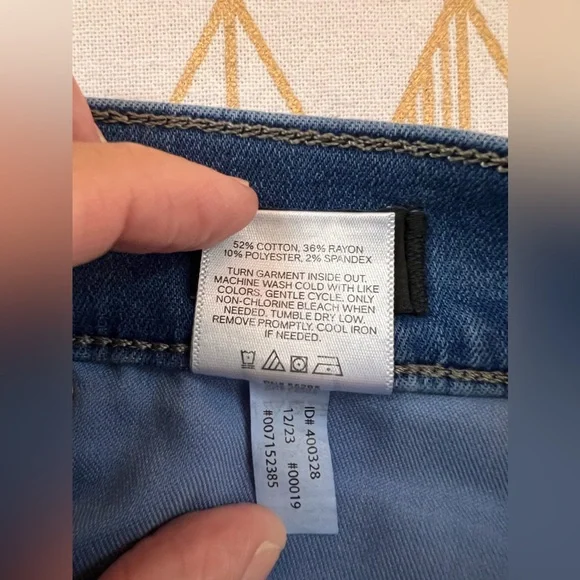 52% COTTON, 36% RAYON
10% POLYESTER, 2% SPANDEX
TURN GARMENT INSIDE OUT.
MACHINE WASH COLD WITH LIKE
COLORS. GENTLE CYCLE. ONLY
NON-CHLORINE BLEACH WHEN
NEEDED. TUMBLE DRY LOW.
REMOVE PROMPTLY. COOL IRON
IF NEEDED.
ID# 400328
12/23 #00019
#007152385